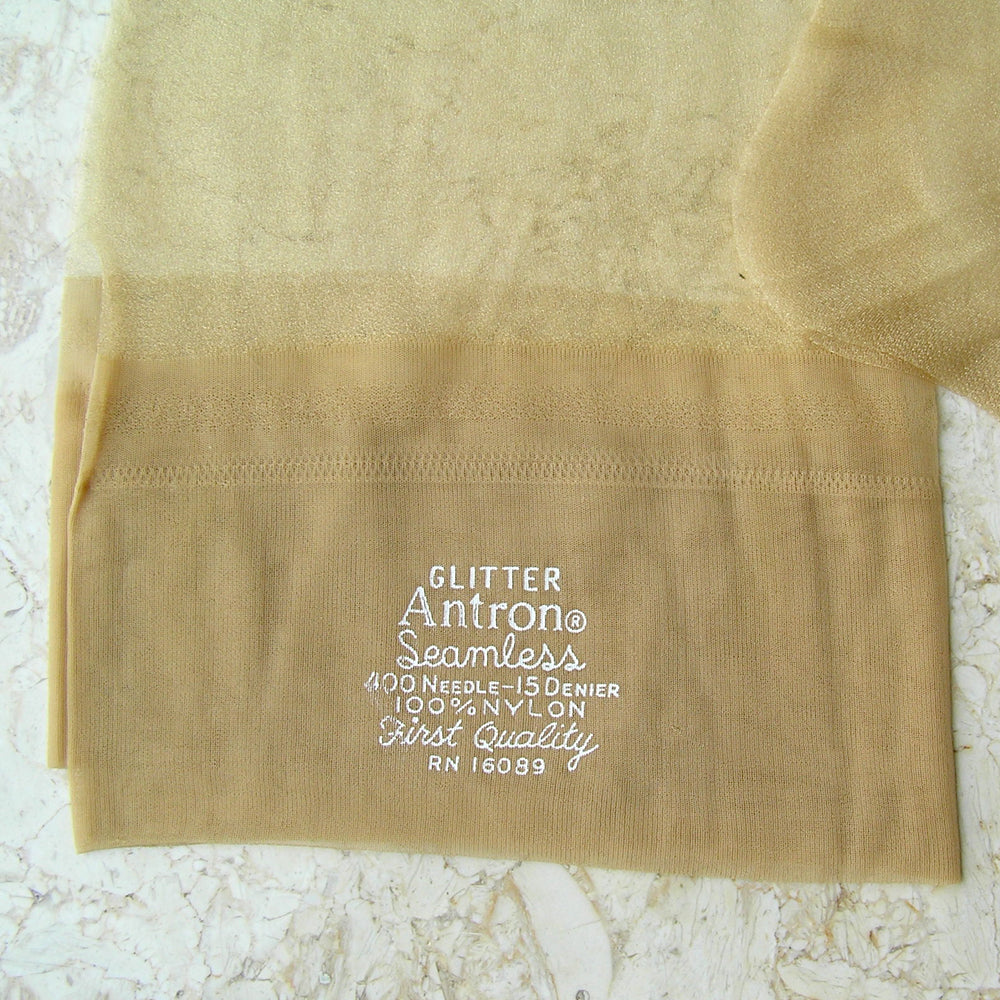 GLITTER
Antron®
Seamless
400 NEEDLE-15 DENIER
100% NYLON
First Quality
RN 16089